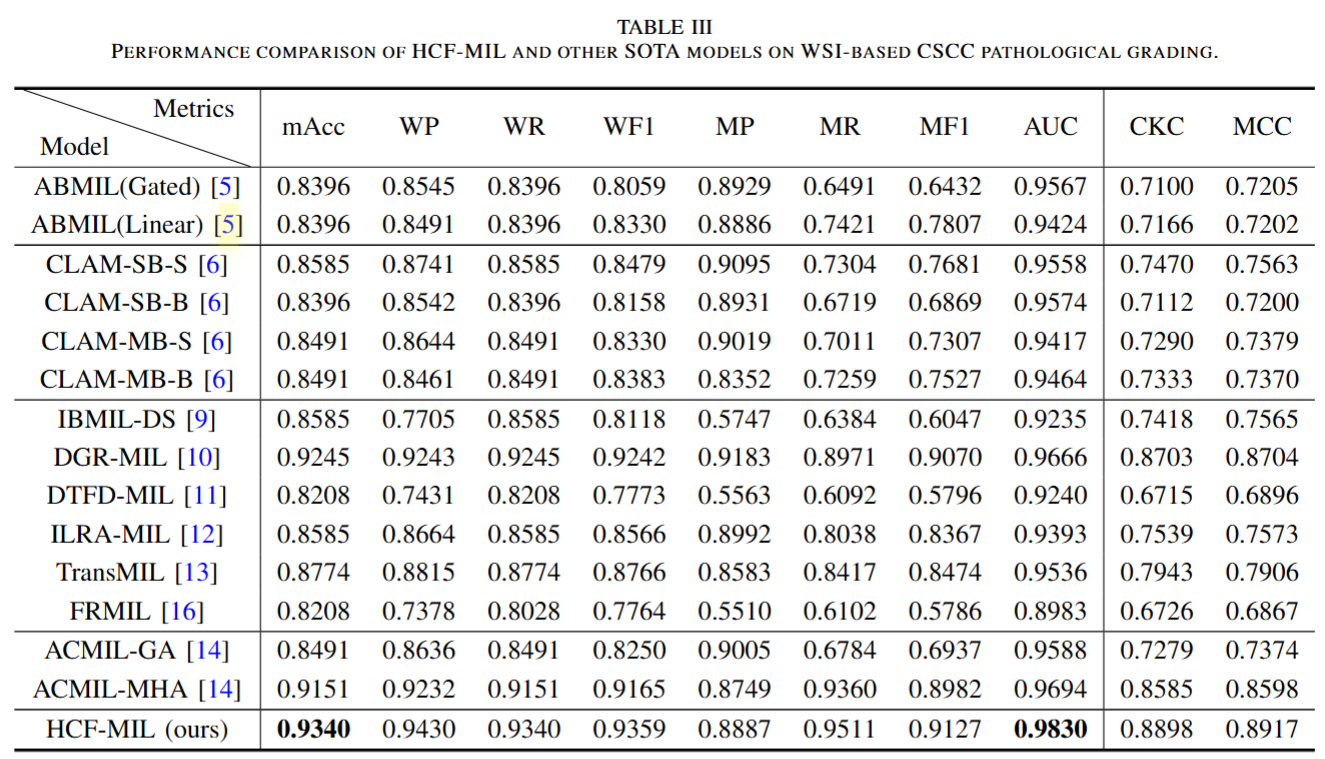 TABLE III
PERFORMANCE COMPARISON OF HCF-MIL AND OTHER SOTA MODELS ON WSI-BASED CSCC PATHOLOGICAL GRADING.
Metrics
Model mAcc WP WR WF1 MP MR MF1 AUC CKC MCC
ABMIL(Gated) [5] 0.8396 0.8545 0.8396 0.8059 0.8929 0.6491 0.6432 0.9567 0.7100 0.7205
ABMIL(Linear) [5] 0.8396 0.8491 0.8396 0.8330 0.8886 0.7421 0.7807 0.9424 0.7166 0.7202
CLAM-SB-S [6] 0.8585 0.8741 0.8585 0.8479 0.9095 0.7304 0.7681 0.9558 0.7470 0.7563
CLAM-SB-B [6] 0.8396 0.8542 0.8396 0.8158 0.8931 0.6719 0.6869 0.9574 0.7112 0.7200
CLAM-MB-S [6] 0.8491 0.8644 0.8491 0.8330 0.9019 0.7011 0.7307 0.9417 0.7290 0.7379
CLAM-MB-B [6] 0.8491 0.8461 0.8491 0.8383 0.8352 0.7259 0.7527 0.9464 0.7333 0.7370
IBMIL-DS [9] 0.8585 0.7705 0.8585 0.8118 0.5747 0.6384 0.6047 0.9235 0.7418 0.7565
DGR-MIL [10] 0.9245 0.9243 0.9245 0.9242 0.9183 0.8971 0.9070 0.9666 0.8703 0.8704
DTFD-MIL [11] 0.8208 0.7431 0.8208 0.7773 0.5563 0.6092 0.5796 0.9240 0.6715 0.6896
ILRA-MIL [12] 0.8585 0.8664 0.8585 0.8566 0.8992 0.8038 0.8367 0.9393 0.7539 0.7573
TransMIL [13] 0.8774 0.8815 0.8774 0.8766 0.8583 0.8417 0.8474 0.9536 0.7943 0.7906
FRMIL [16] 0.8208 0.7378 0.8028 0.7764 0.5510 0.6102 0.5786 0.8983 0.6726 0.6867
ACMIL-GA [14] 0.8491 0.8636 0.8491 0.8250 0.9005 0.6784 0.6937 0.9588 0.7279 0.7374
ACMIL-MHA [14] 0.9151 0.9232 0.9151 0.9165 0.8749 0.9360 0.8982 0.9694 0.8585 0.8598
HCF-MIL (ours) 0.9340 0.9430 0.9340 0.9359 0.8887 0.9511 0.9127 0.9830 0.8898 0.8917